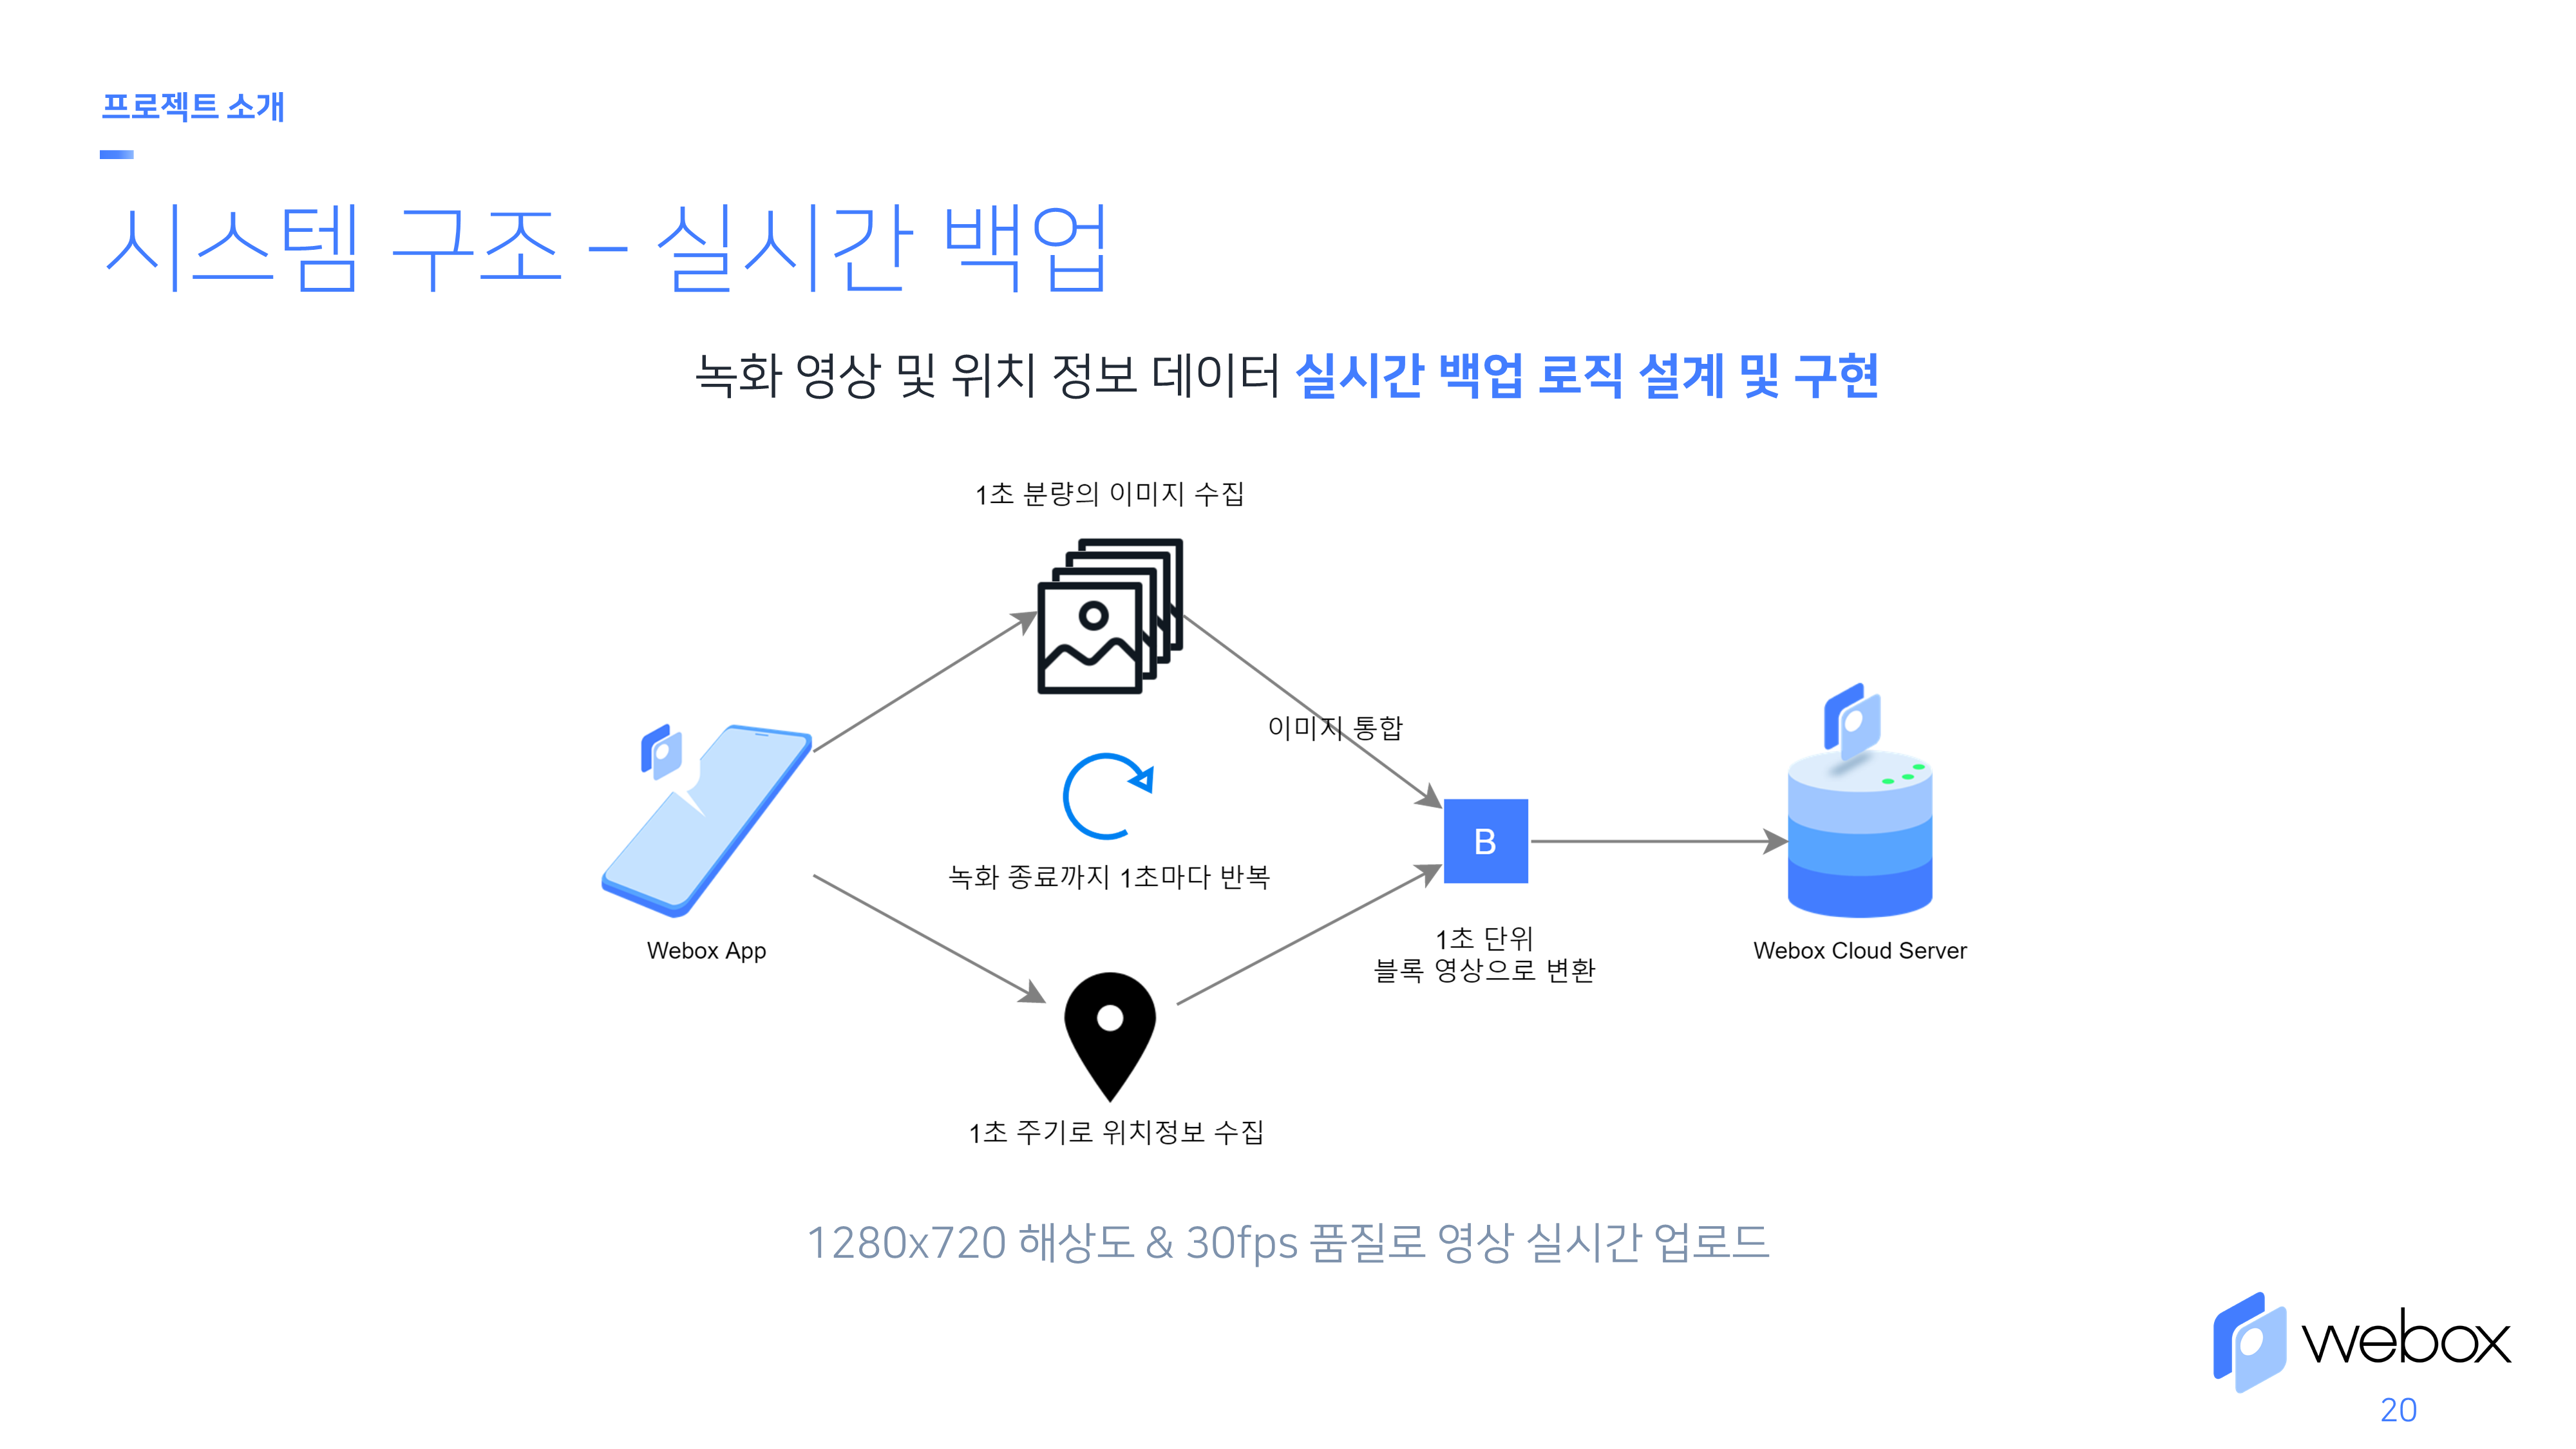 프로젝트 소개
시스템 구조 – 실시간 백업
녹화 영상 및 위치 정보 데이터 실시간 백업 로직 설계 및 구현
1초 분량의 이미지 수집
이미지 통합
녹화 종료까지 1초마다 반복
B
Webox App
1초 단위
블록 영상으로 변환
Webox Cloud Server
1초 주기로 위치정보 수집
1280x720 해상도 & 30fps 품질로 영상 실시간 업로드
webox
20